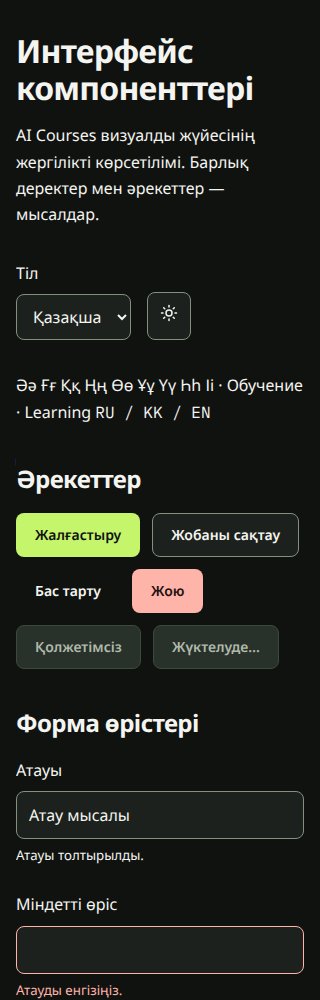 Интерфейс
компоненттері
AI Courses визуалды жүйесінің
жергілікті көрсетілімі. Барлық
деректер мен әрекеттер —
мысалдар.
Тіл
Қазақша
Әә Ғғ Ққ Ңң Өө Ұұ Үү Һһ Іі · Обучение
· Learning RU / KK / EN
Әрекеттер
Жалғастыру
Жобаны сақтау
Бас тарту
Жою
Қолжетімсіз
Жүктелуде…
Форма өрістері
Атауы
Атау мысалы
Атауы толтырылды.
Міндетті өріс
Атауды енгізіңіз.